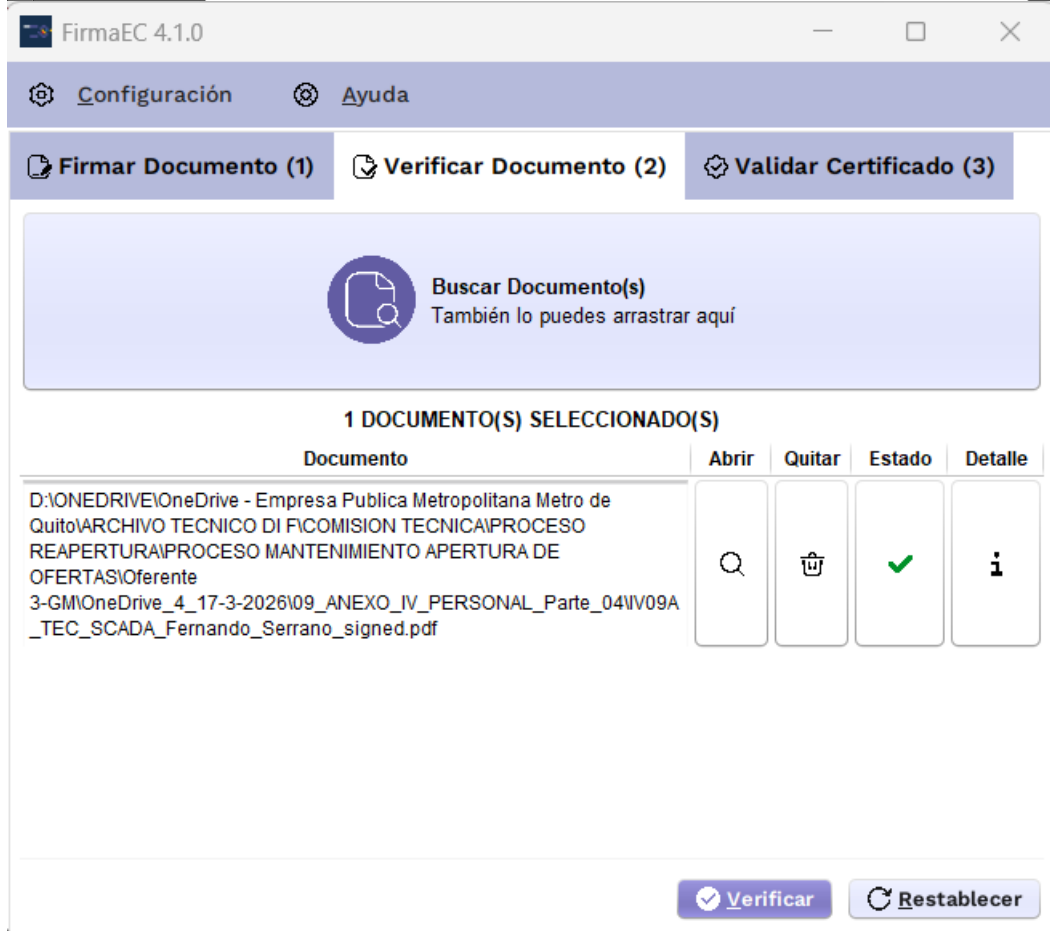 FirmaEC 4.1.0
Configuración Ayuda
Firmar Documento (1) Verificar Documento (2) Validar Certificado (3)
Buscar Documento(s)
También lo puedes arrastrar aquí
1 DOCUMENTO(S) SELECCIONADO(S)
Documento Abrir Quitar Estado Detalle
D:\ONEDRIVE\OneDrive - Empresa Publica Metropolitana Metro de
Quito\ARCHIVO TECNICO DI F\COMISION TECNICA\PROCESO
REAPERTURA\PROCESO MANTENIMIENTO APERTURA DE
OFERTAS\Oferente
3-GM\OneDrive_4_17-3-2026\09_ANEXO_IV_PERSONAL_Parte_04\IV09A
_TEC_SCADA_Fernando_Serrano_signed.pdf
Verificar Restablecer